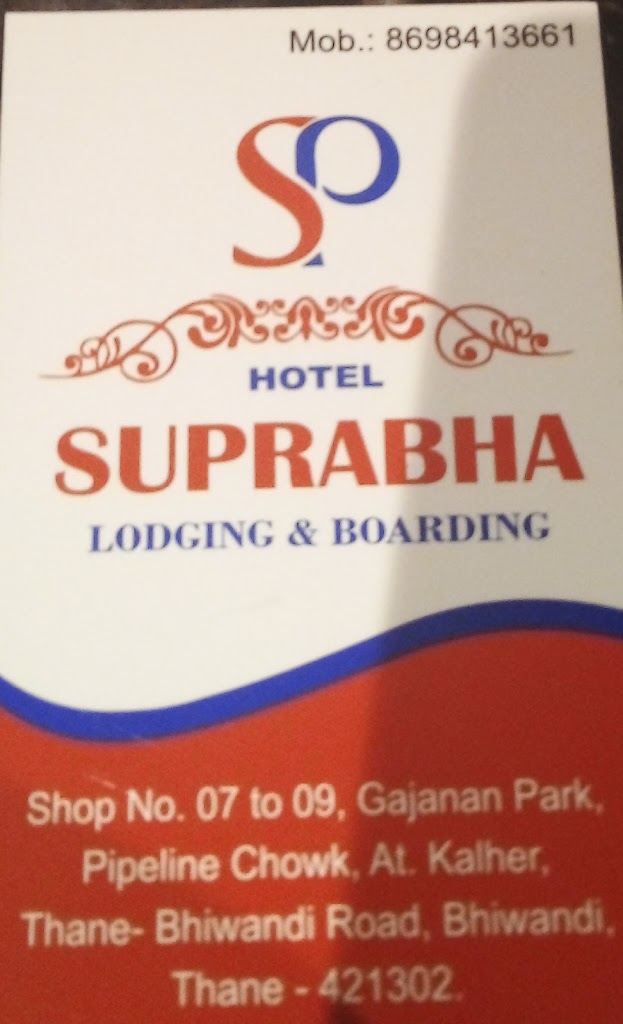 Mob.: 8698413661
SP
HOTEL
SUPRABHA
LODGING & BOARDING
Shop No. 07 to 09, Gajanan Park,
Pipeline Chowk, At. Kalher,
Thane- Bhiwandi Road, Bhiwandi,
Thane - 421302.